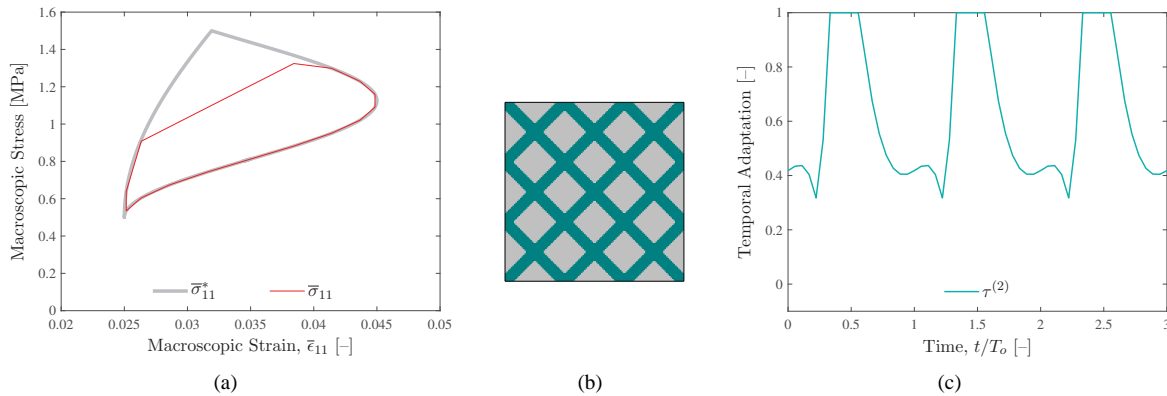 Macroscopic Stress [MPa]
1.6
1.4
1.2
1
0.8
0.6
0.4
0.2
0
0.02 0.025 0.03 0.035 0.04 0.045 0.05
σ̅*₁₁ σ̅₁₁
Macroscopic Strain, ε̅₁₁ [–]
(a)
(b)
Temporal Adaptation [–]
1
0.8
0.6
0.4
0.2
0
0 0.5 1 1.5 2 2.5 3
τ⁽²⁾
Time, t/Tₒ [–]
(c)